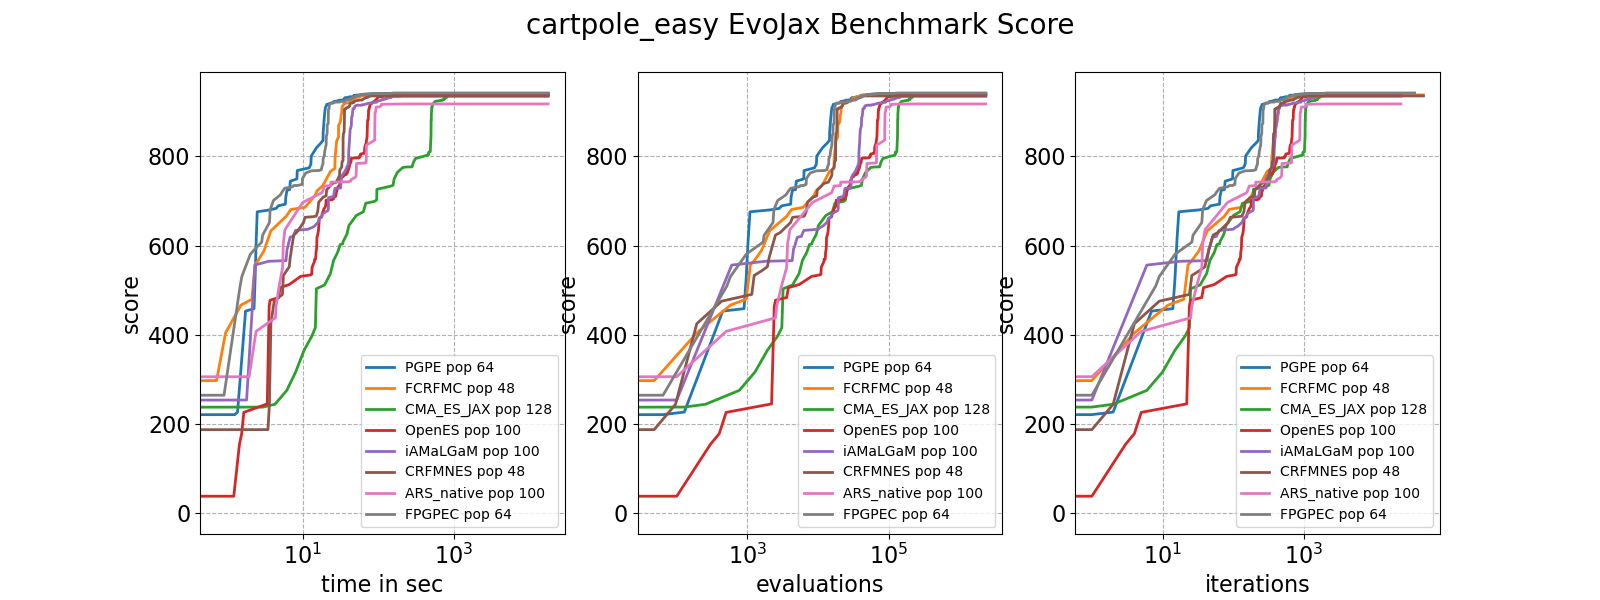 cartpole_easy EvoJax Benchmark Score
score
800
600
400
200
0
10^1
10^3
time in sec
PGPE pop 64
FCRFMC pop 48
CMA_ES_JAX pop 128
OpenES pop 100
iAMaLGaM pop 100
CRFMNES pop 48
ARS_native pop 100
FPGPEC pop 64
score
800
600
400
200
0
10^3
10^5
evaluations
PGPE pop 64
FCRFMC pop 48
CMA_ES_JAX pop 128
OpenES pop 100
iAMaLGaM pop 100
CRFMNES pop 48
ARS_native pop 100
FPGPEC pop 64
score
800
600
400
200
0
10^1
10^3
iterations
PGPE pop 64
FCRFMC pop 48
CMA_ES_JAX pop 128
OpenES pop 100
iAMaLGaM pop 100
CRFMNES pop 48
ARS_native pop 100
FPGPEC pop 64